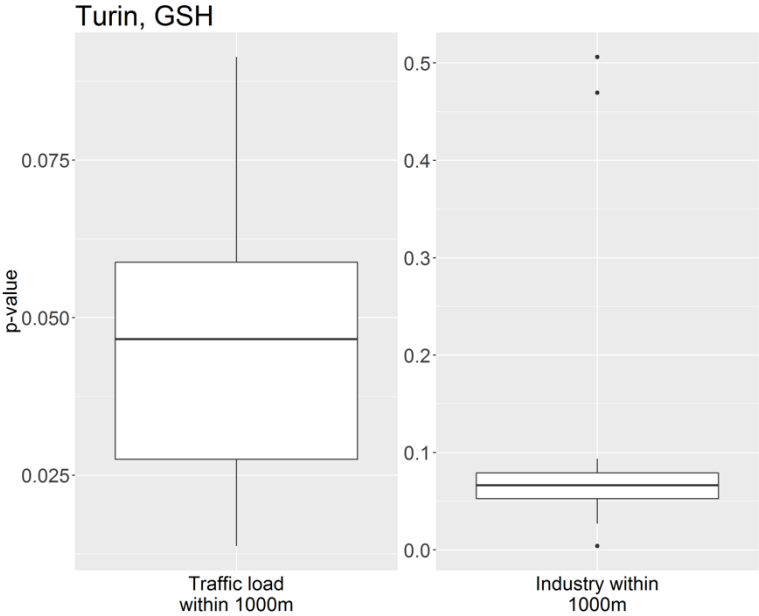 Turin, GSH
p-value
0.075
0.050
0.025
Traffic load
within 1000m
0.5
0.4
0.3
0.2
0.1
0.0
Industry within
1000m